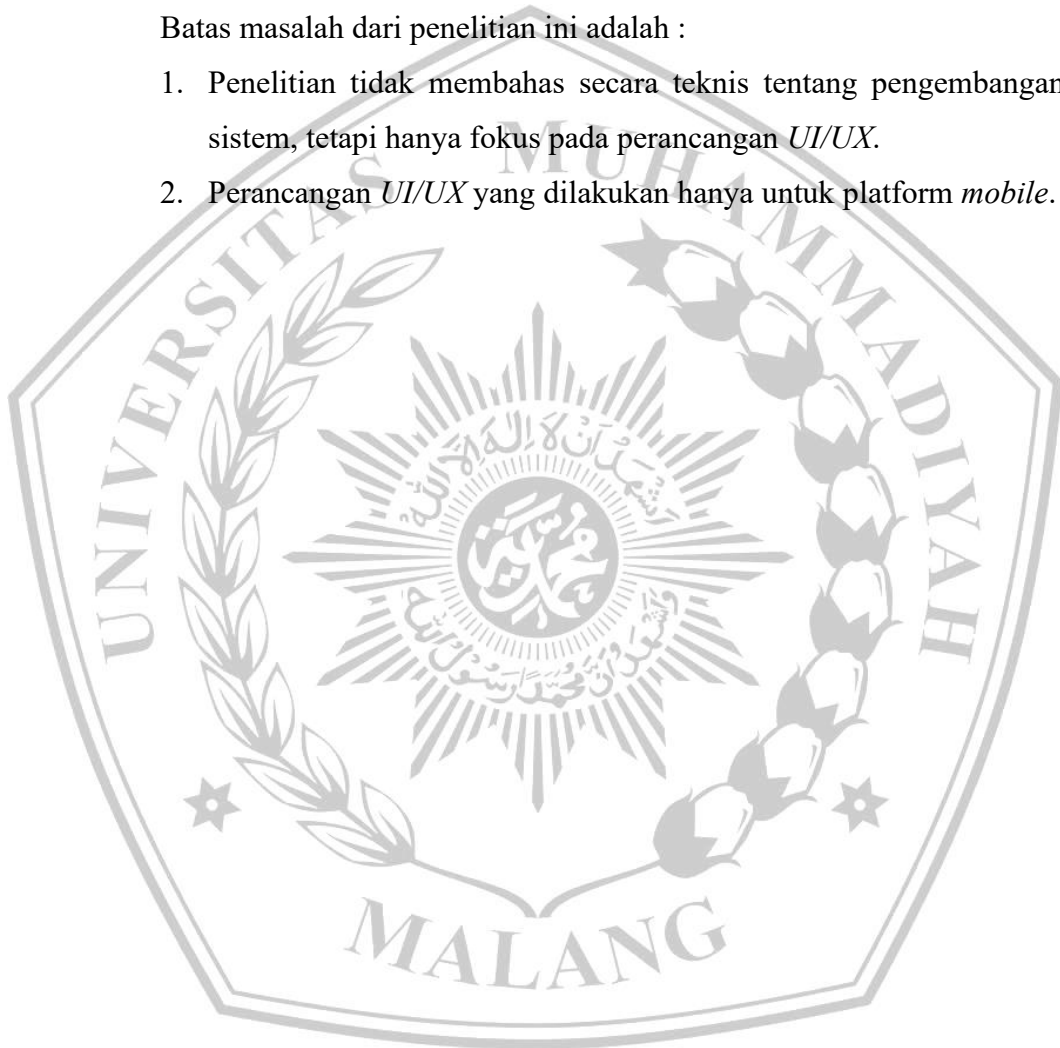 Batas masalah dari penelitian ini adalah :
1. Penelitian tidak membahas secara teknis tentang pengembangan
sistem, tetapi hanya fokus pada perancangan UI/UX.
2. Perancangan UI/UX yang dilakukan hanya untuk platform mobile.
UNIVERSITAS MUHAMMADIYAH
MALANG